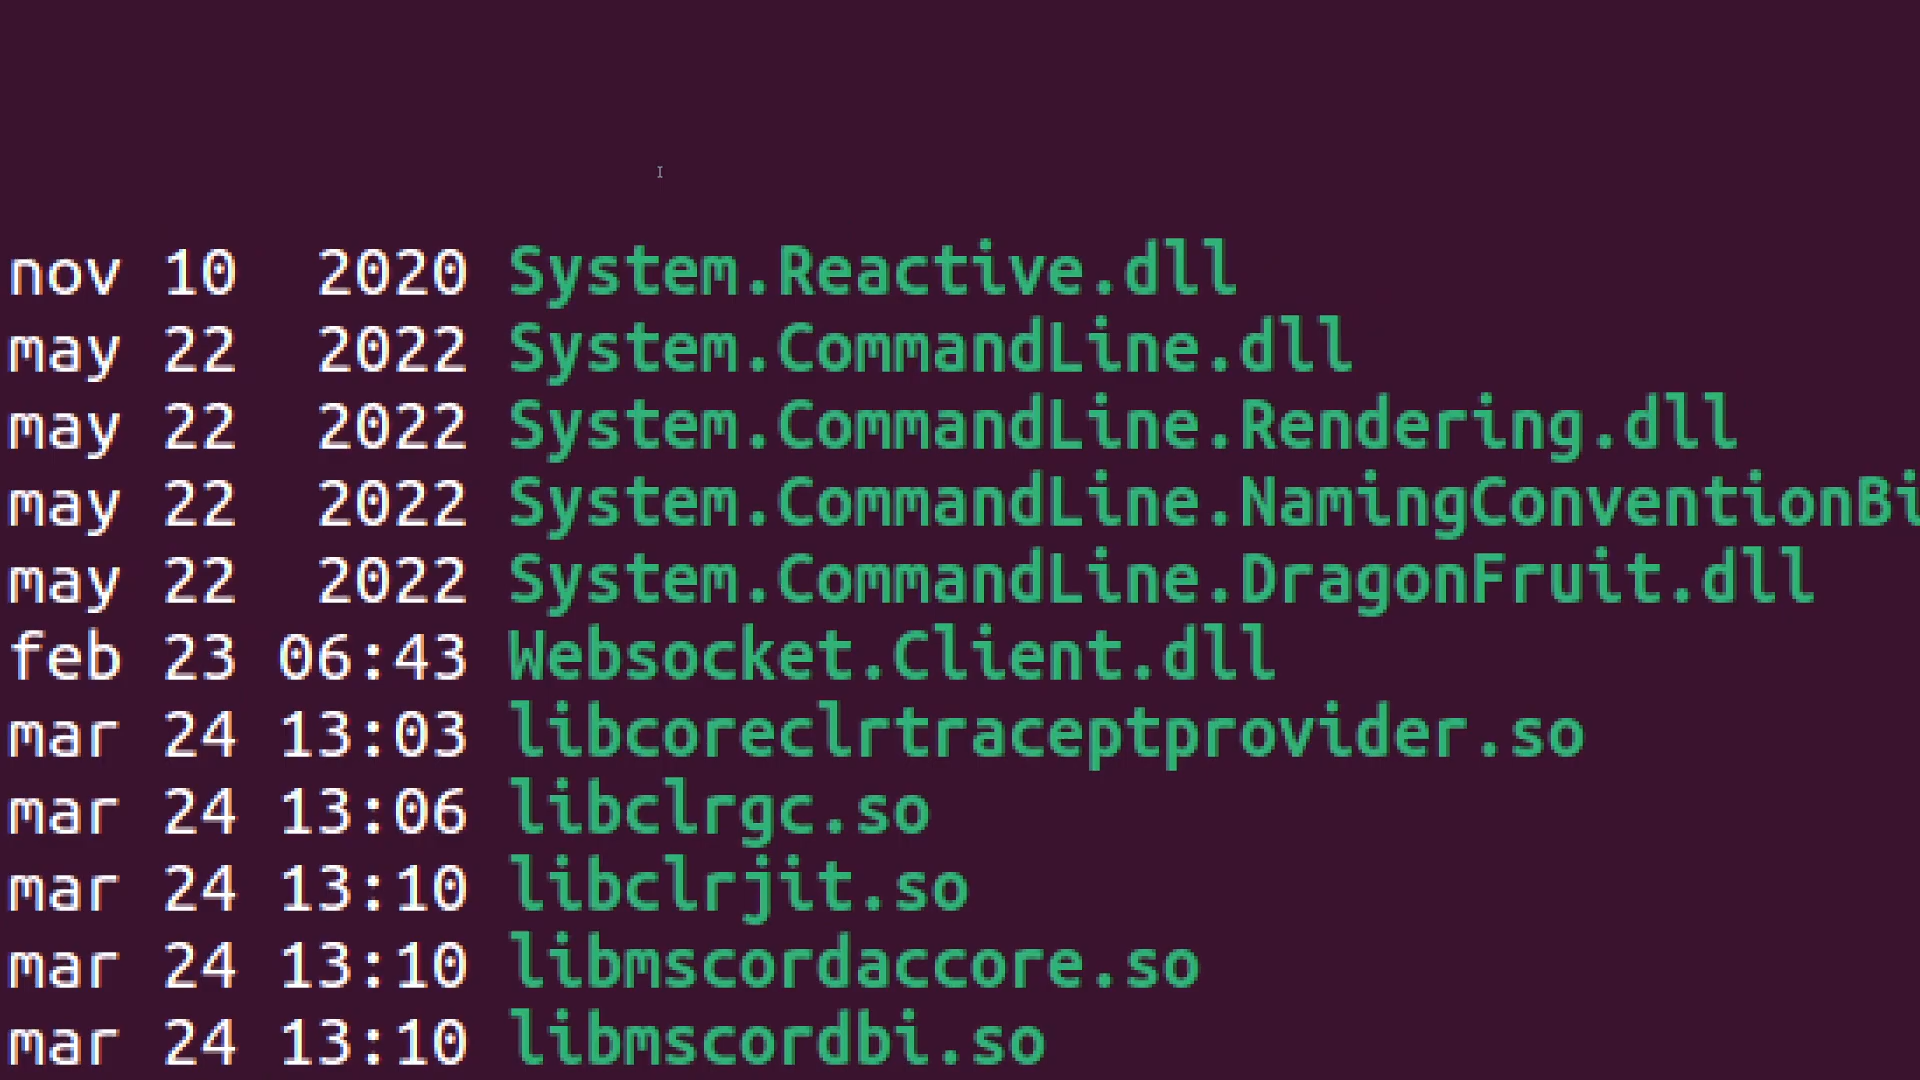 nov 10  2020 System.Reactive.dll
may 22  2022 System.CommandLine.dll
may 22  2022 System.CommandLine.Rendering.dll
may 22  2022 System.CommandLine.NamingConventionBi
may 22  2022 System.CommandLine.DragonFruit.dll
feb 23 06:43 Websocket.Client.dll
mar 24 13:03 libcoreclrtraceptprovider.so
mar 24 13:06 libclrgc.so
mar 24 13:10 libclrjit.so
mar 24 13:10 libmscordaccore.so
mar 24 13:10 libmscordbi.so